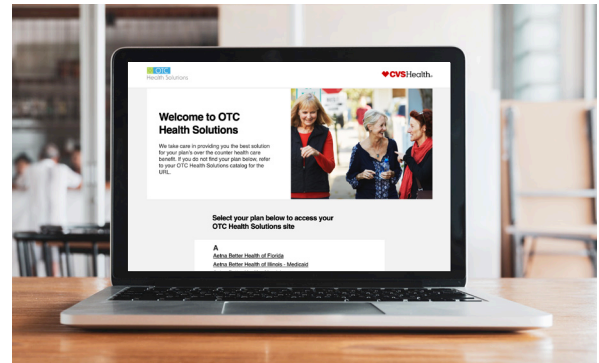 OTC
Health Solutions
CVSHealth.
Welcome to OTC
Health Solutions
We take care in providing you the best solution
for your plan's over the counter health care
benefit. If you do not find your plan below, refer
to your OTC Health Solutions catalog for the
URL.
Select your plan below to access your
OTC Health Solutions site
A
Aetna Better Health of Florida
Aetna Better Health of Illinois - Medicaid